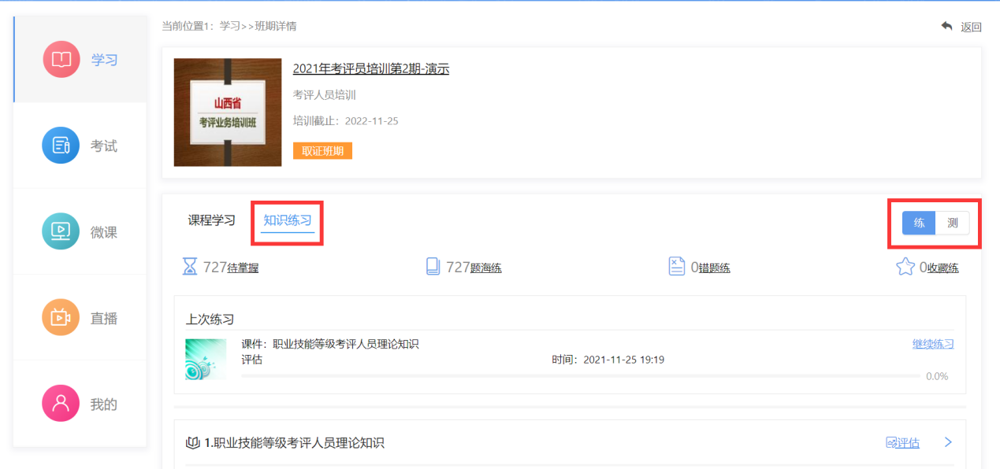 当前位置1：学习>>班期详情
返回
学习
考试
微课
直播
我的
山西省
考评业务培训班
2021年考评员培训第2期-演示
考评人员培训
培训截止：2022-11-25
取证班期
课程学习 知识练习 练 测
727待掌握 727题海练 0错题练 0收藏练
上次练习
课件：职业技能等级考评人员理论知识 继续练习
评估 时间：2021-11-25 19:19
0.0%
1.职业技能等级考评人员理论知识 评估